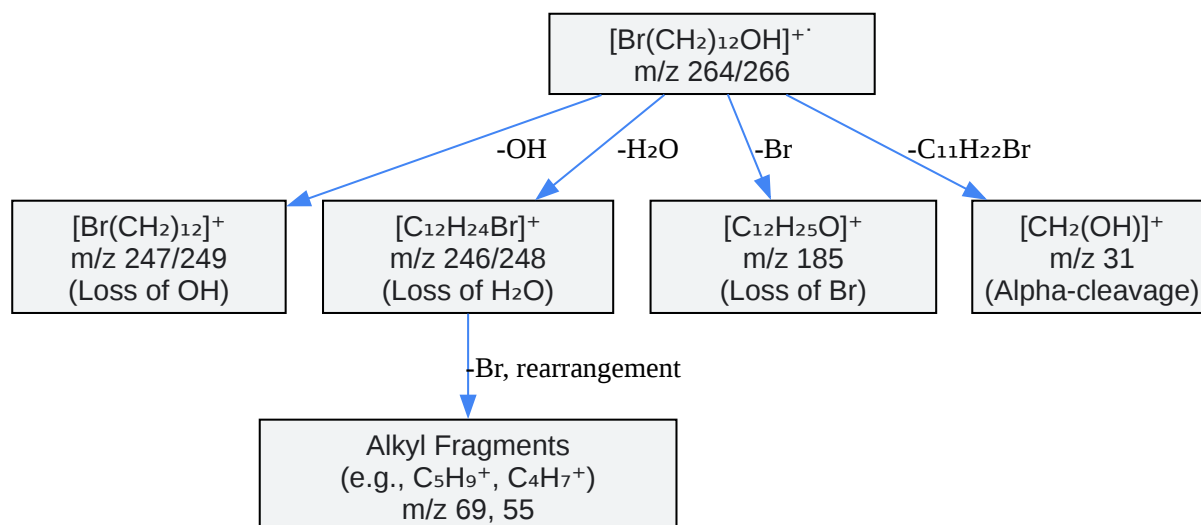 [Br(CH₂)₁₂OH]⁺˙
m/z 264/266
-OH
-H₂O
-Br
-C₁₁H₂₂Br
[Br(CH₂)₁₂]⁺
m/z 247/249
(Loss of OH)
[C₁₂H₂₄Br]⁺
m/z 246/248
(Loss of H₂O)
[C₁₂H₂₅O]⁺
m/z 185
(Loss of Br)
[CH₂(OH)]⁺
m/z 31
(Alpha-cleavage)
-Br, rearrangement
Alkyl Fragments
(e.g., C₅H₉⁺, C₄H₇⁺)
m/z 69, 55